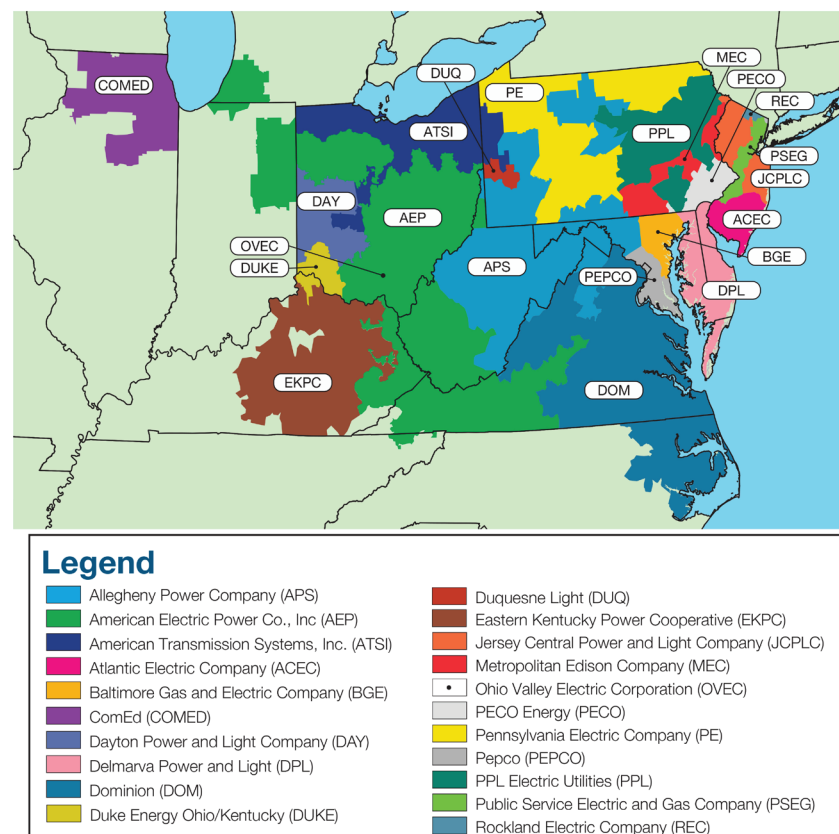 MEC
COMED
DUQ
PECO
PE
REC
ATSI
PPL
PSEG
JCPLC
DAY
AEP
ACEC
OVEC
BGE
DUKE
APS
PEPCO
DPL
EKPC
DOM
Legend
Allegheny Power Company (APS)
American Electric Power Co., Inc (AEP)
American Transmission Systems, Inc. (ATSI)
Atlantic Electric Company (ACEC)
Baltimore Gas and Electric Company (BGE)
ComEd (COMED)
Dayton Power and Light Company (DAY)
Delmarva Power and Light (DPL)
Dominion (DOM)
Duke Energy Ohio/Kentucky (DUKE)
Duquesne Light (DUQ)
Eastern Kentucky Power Cooperative (EKPC)
Jersey Central Power and Light Company (JCPLC)
Metropolitan Edison Company (MEC)
Ohio Valley Electric Corporation (OVEC)
PECO Energy (PECO)
Pennsylvania Electric Company (PE)
Pepco (PEPCO)
PPL Electric Utilities (PPL)
Public Service Electric and Gas Company (PSEG)
Rockland Electric Company (REC)